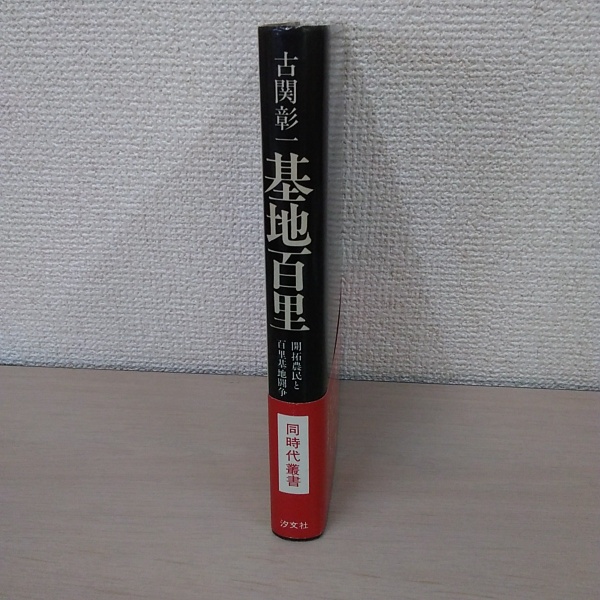 古関彰一
基地百里
開拓農民と
百里基地闘争
同時代叢書
汐文社